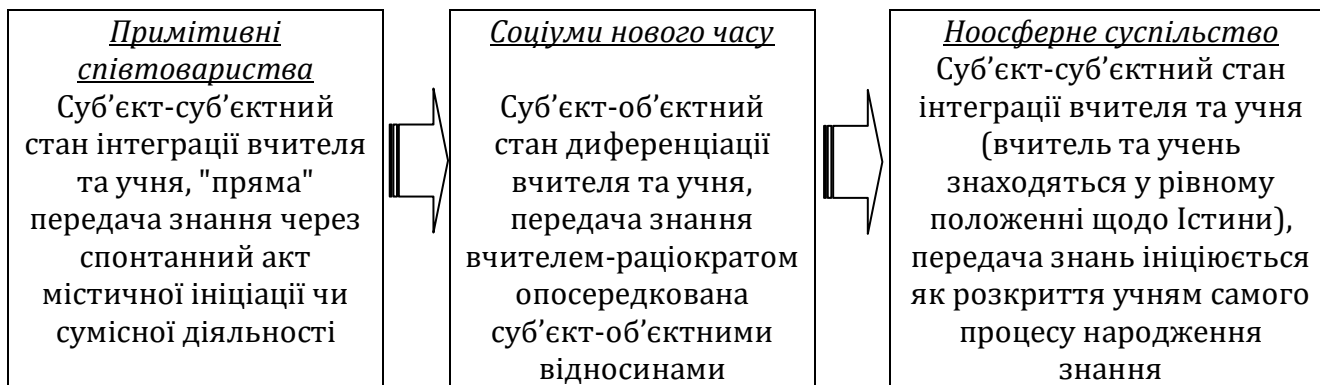 Примітивні
співтовариства
Суб’єкт-суб’єктний
стан інтеграції вчителя
та учня, "пряма"
передача знання через
спонтанний акт
містичної ініціації чи
сумісної діяльності
Соціуми нового часу
Суб’єкт-об’єктний
стан диференціації
вчителя та учня,
передача знання
вчителем-раціократом
опосередкована
суб’єкт-об’єктними
відносинами
Ноосферне суспільство
Суб’єкт-суб’єктний стан
інтеграції вчителя та учня
(вчитель та учень
знаходяться у рівному
положенні щодо Істини),
передача знань ініціюється
як розкриття учням самого
процесу народження
знання